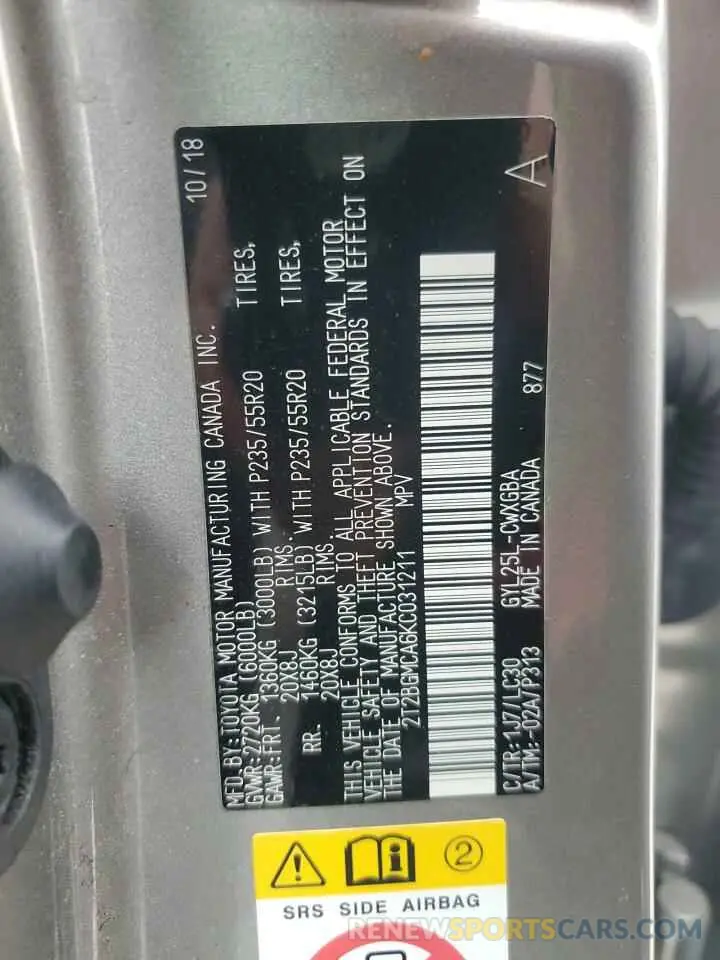 MFD.BY:TOYOTA MOTOR MANUFACTURING CANADA INC. 10/18
GVWR:2720KG (6000LB)
GAWR:FRT. 1360KG (3000LB) WITH P235/55R20 TIRES,
20X8J RIMS.
RR. 1460KG (3215LB) WITH P235/55R20 TIRES,
20X8J RIMS.
THIS VEHICLE CONFORMS TO ALL APPLICABLE FEDERAL MOTOR
VEHICLE SAFETY AND THEFT PREVENTION STANDARDS IN EFFECT ON
THE DATE OF MANUFACTURE SHOWN ABOVE.
2T2BGMCA6KC031211 MPV
A
C/TR:1J7/LC30 GYL25L-CWXGBA 877
A/TM:-02A/P313 MADE IN CANADA
2
SRS SIDE AIRBAG
RENEWSPORTSCARS.COM